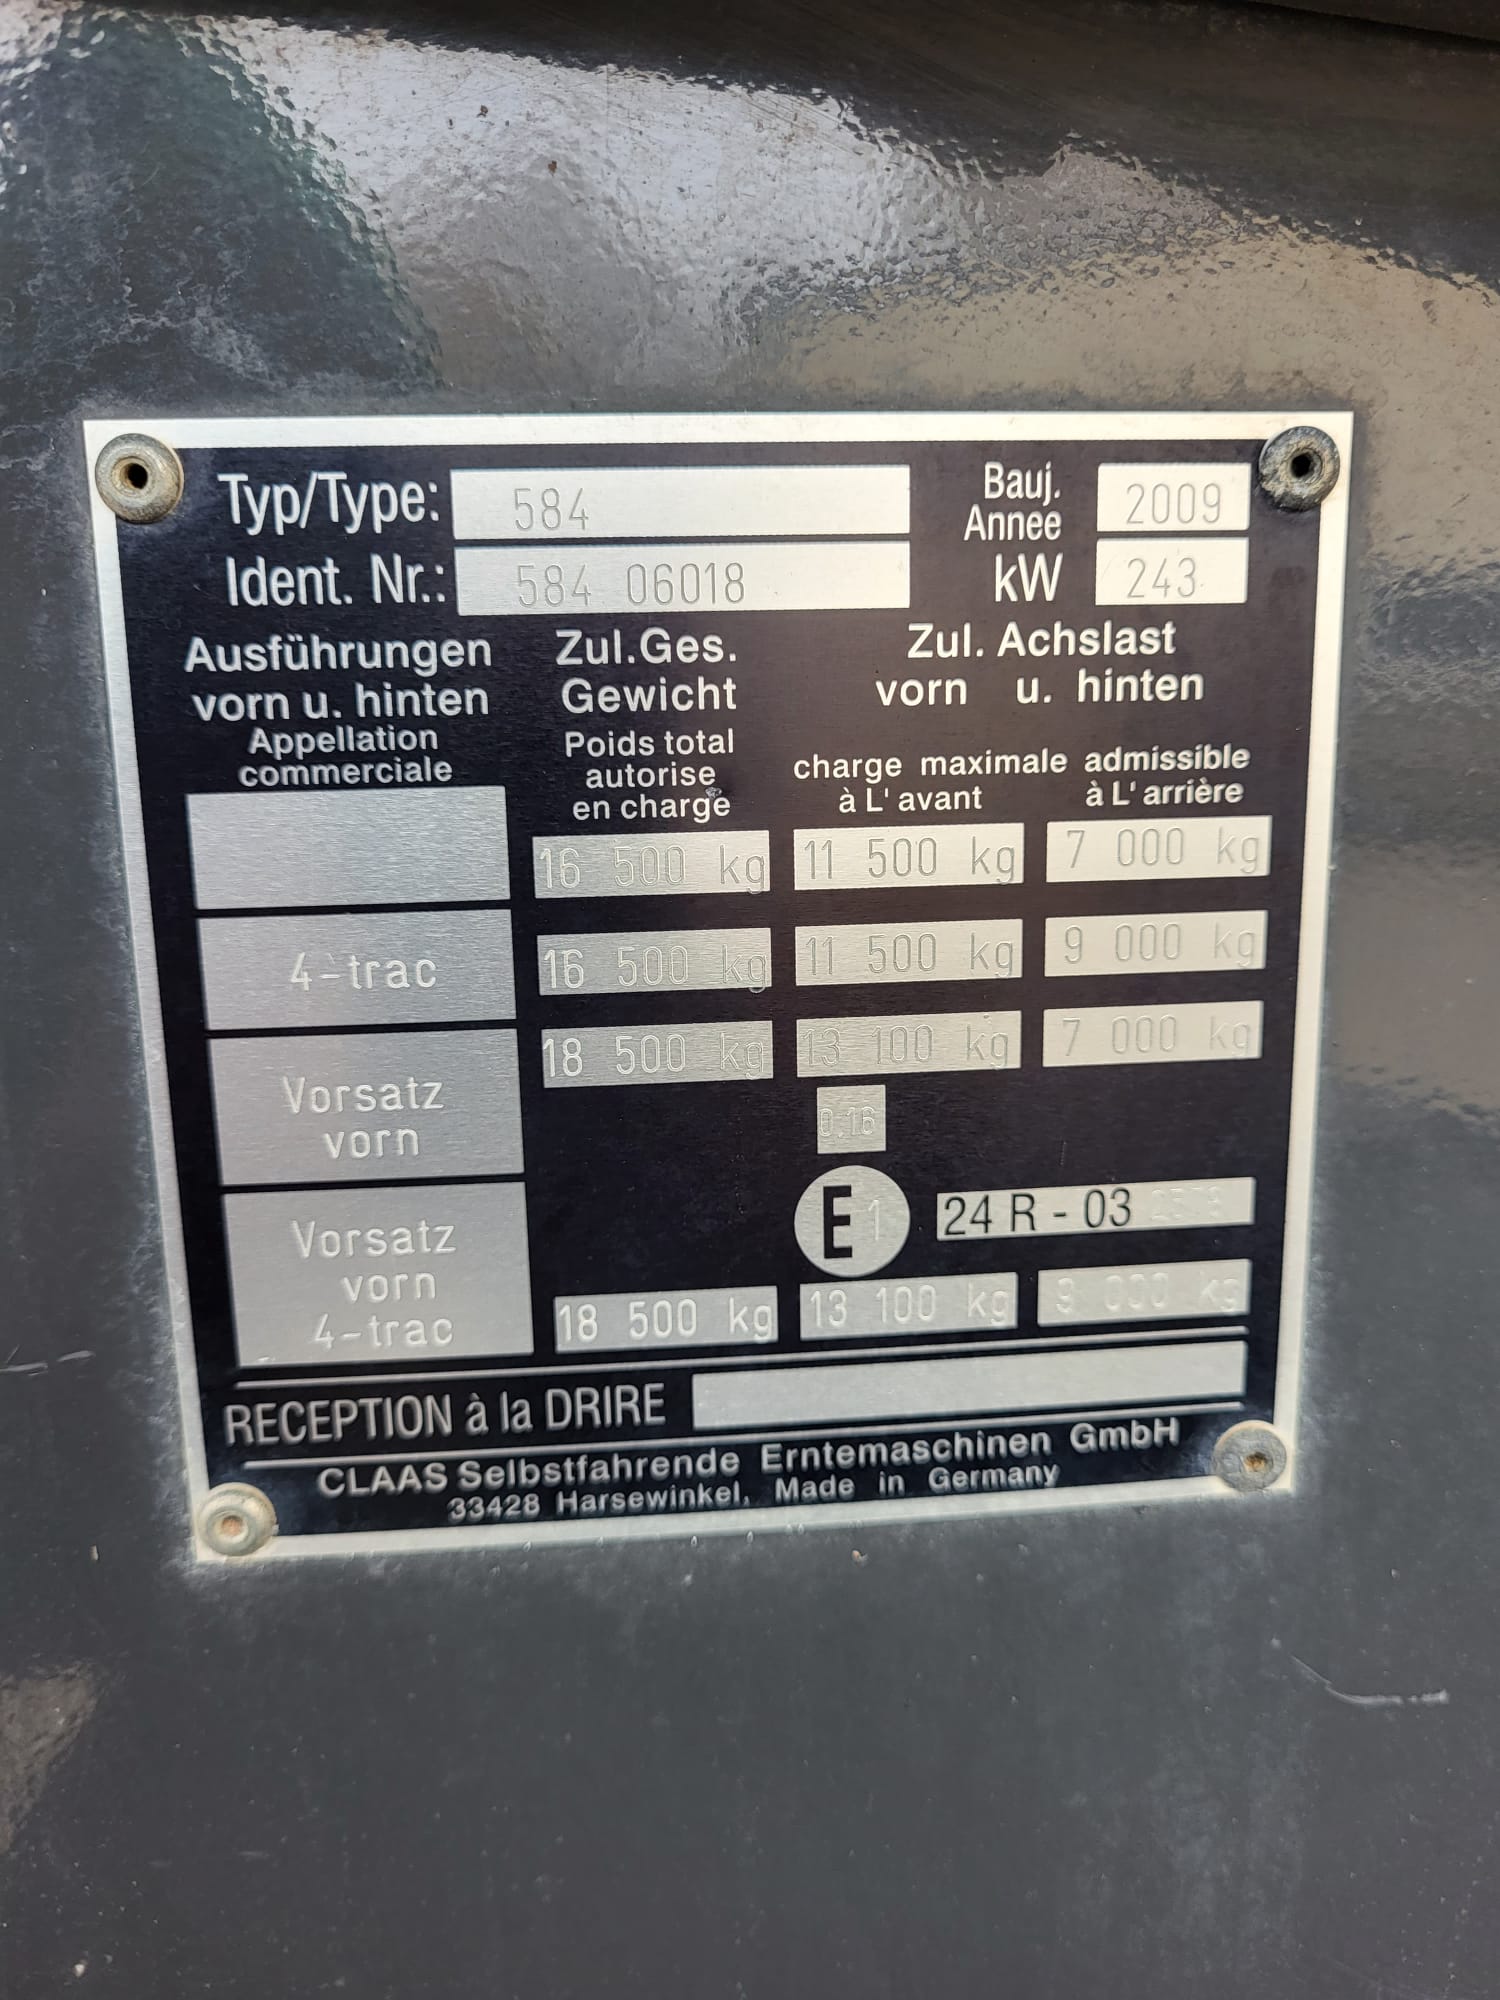 Typ/Type: 584
Bauj. Annee 2009
Ident. Nr.: 584 06018
kW 243
Ausführungen
vorn u. hinten
Appellation
commerciale
Zul.Ges.
Gewicht
Poids total
autorise
en charge
Zul. Achslast
vorn u. hinten
charge maximale admissible
à L' avant à L' arrière
16 500 kg 11 500 kg 7 000 kg
4-trac 16 500 kg 11 500 kg 9 000 kg
Vorsatz
vorn
18 500 kg 13 100 kg 7 000 kg
0,16
E 1 24 R - 03
Vorsatz
vorn
4-trac
18 500 kg 13 100 kg 9 000 kg
RECEPTION à la DRIRE
CLAAS Selbstfahrende Erntemaschinen GmbH
33428 Harsewinkel, Made in Germany